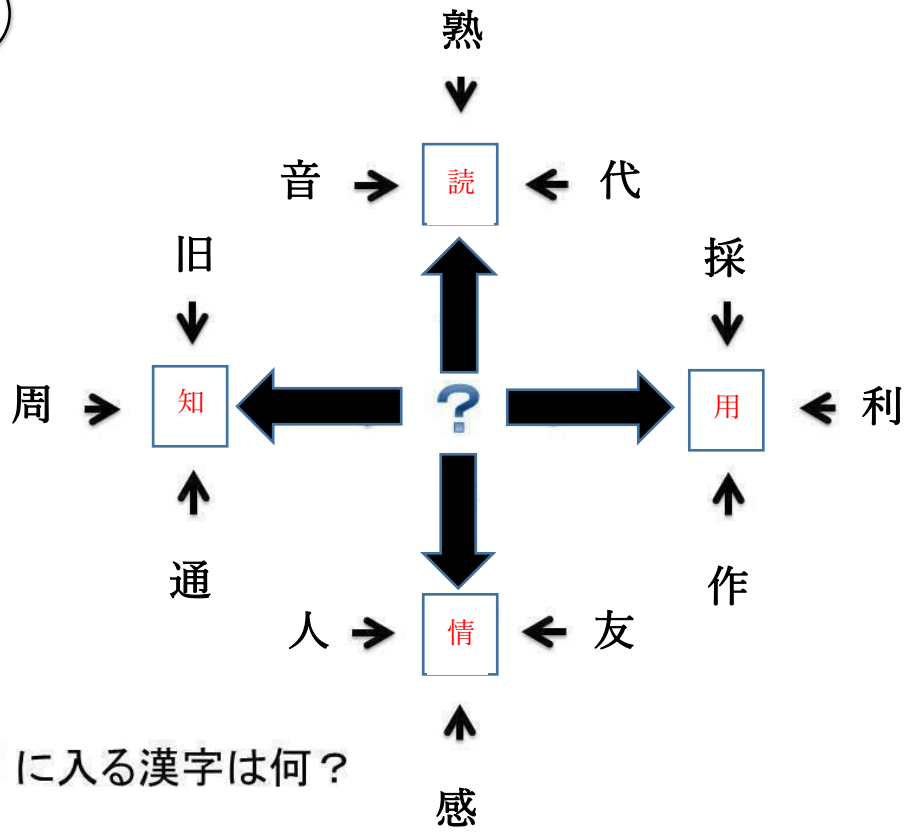 熟
音
読
代
旧
採
周
知
?
用
利
通
作
人
情
友
感
に入る漢字は何？